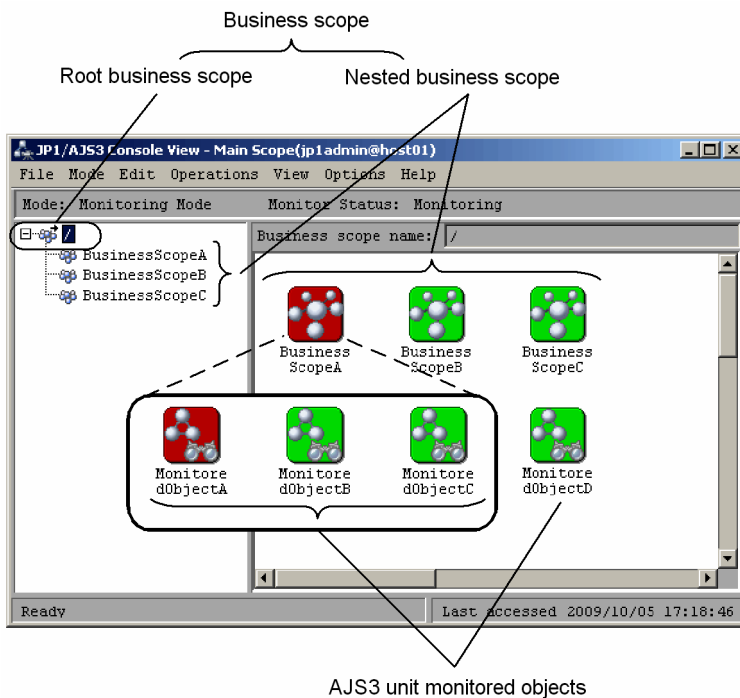 Business scope
Root business scope
Nested business scope
JP1/AJS3 Console View - Main Scope(jp1admin@host01)
File Mode Edit Operations View Options Help
Mode: Monitoring Mode Monitor Status: Monitoring
/
BusinessScopeA
BusinessScopeB
BusinessScopeC
Business scope name: /
Business
ScopeA
Business
ScopeB
Business
ScopeC
Monitore
dObjectA
Monitore
dObjectB
Monitore
dObjectC
Monitore
dObjectD
Ready
Last accessed 2009/10/05 17:18:46
AJS3 unit monitored objects